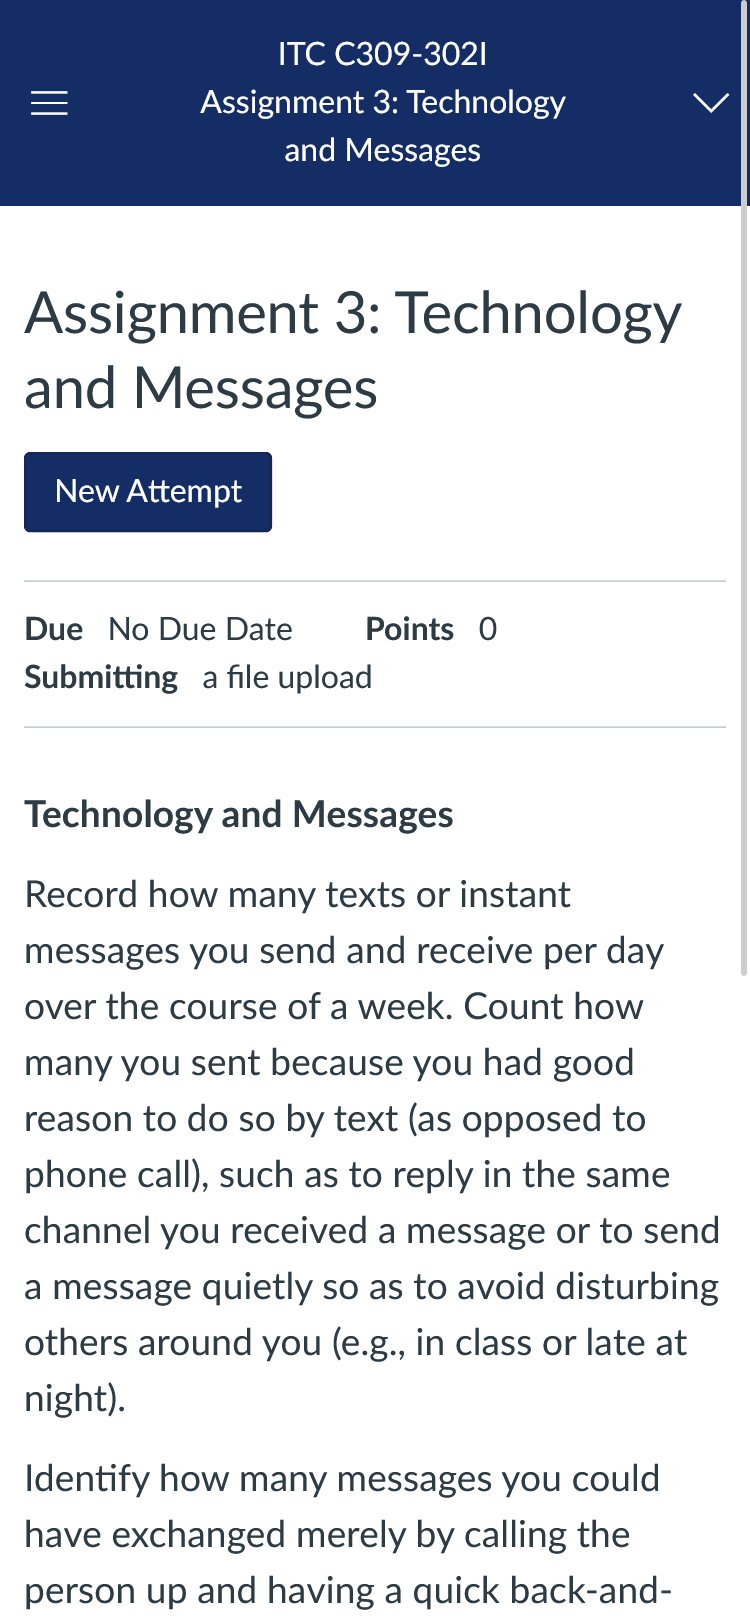 ITC C309-302I
Assignment 3: Technology
and Messages
Assignment 3: Technology
and Messages
New Attempt
Due No Due Date Points 0
Submitting a file upload
Technology and Messages
Record how many texts or instant
messages you send and receive per day
over the course of a week. Count how
many you sent because you had good
reason to do so by text (as opposed to
phone call), such as to reply in the same
channel you received a message or to send
a message quietly so as to avoid disturbing
others around you (e.g., in class or late at
night).
Identify how many messages you could
have exchanged merely by calling the
person up and having a quick back-and-